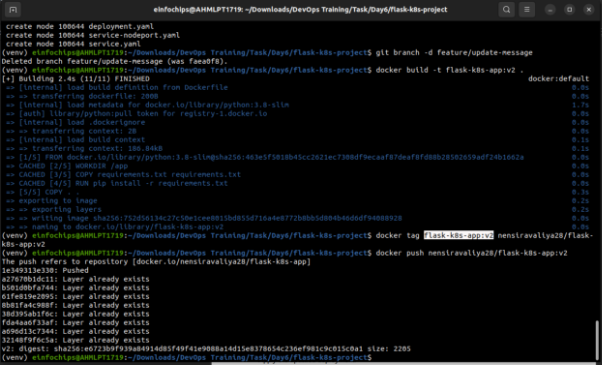 einfochips@AHMLPT1719: ~/Downloads/DevOps Training/Task/Day6/flask-k8s-project
create mode 100644 deployment.yaml
create mode 100644 service-nodeport.yaml
create mode 100644 service.yaml
(venv) einfochips@AHMLPT1719:~/Downloads/DevOps Training/Task/Day6/flask-k8s-project$ git branch -d feature/update-message
Deleted branch feature/update-message (was faea0f8).
(venv) einfochips@AHMLPT1719:~/Downloads/DevOps Training/Task/Day6/flask-k8s-project$ docker build -t flask-k8s-app:v2 .
[+] Building 2.4s (11/11) FINISHED docker:default
=> [internal] load build definition from Dockerfile 0.0s
=> => transferring dockerfile: 200B 0.0s
=> [internal] load metadata for docker.io/library/python:3.8-slim 1.7s
=> [auth] library/python:pull token for registry-1.docker.io 0.0s
=> [internal] load .dockerignore 0.0s
=> => transferring context: 2B 0.0s
=> [internal] load build context 0.1s
=> => transferring context: 186.84kB 0.1s
=> [1/5] FROM docker.io/library/python:3.8-slim@sha256: 0.0s
=> CACHED [2/5] WORKDIR /app 0.0s
=> CACHED [3/5] COPY requirements.txt requirements.txt 0.0s
=> CACHED [4/5] RUN pip install -r requirements.txt 0.0s
=> [5/5] COPY . . 0.3s
=> exporting to image 0.2s
=> => exporting layers 0.2s
=> => writing image 0.0s
=> => naming to docker.io/library/flask-k8s-app:v2 0.0s
(venv) einfochips@AHMLPT1719:~/Downloads/DevOps Training/Task/Day6/flask-k8s-project$ docker tag flask-k8s-app:v2 nensiravaliya28/flask-
k8s-app:v2
(venv) einfochips@AHMLPT1719:~/Downloads/DevOps Training/Task/Day6/flask-k8s-project$ docker push nensiravaliya28/flask-k8s-app:v2
The push refers to repository [docker.io/nensiravaliya28/flask-k8s-app]
1e349313e330: Pushed
a27670b1dc11: Layer already exists
b501d0bfa744: Layer already exists
61fe819e2095: Layer already exists
8b81fa4c988f: Layer already exists
38d395ab1f6c: Layer already exists
fda4aa6f33af: Layer already exists
a696d13c7344: Layer already exists
32148f9f6c5a: Layer already exists
v2: digest: size: 2205
(venv) einfochips@AHMLPT1719:~/Downloads/DevOps Training/Task/Day6/flask-k8s-project$